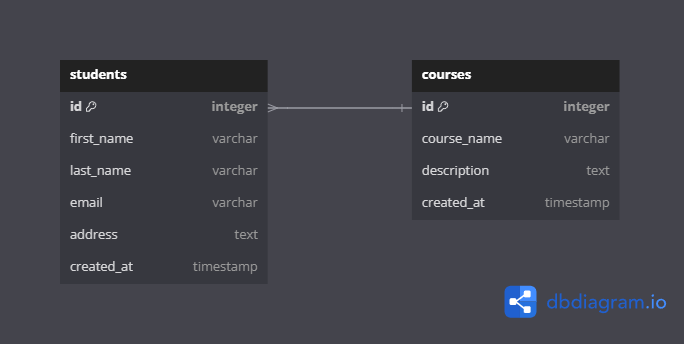 students
id integer
first_name varchar
last_name varchar
email varchar
address text
created_at timestamp
courses
id integer
course_name varchar
description text
created_at timestamp
dbdiagram.io